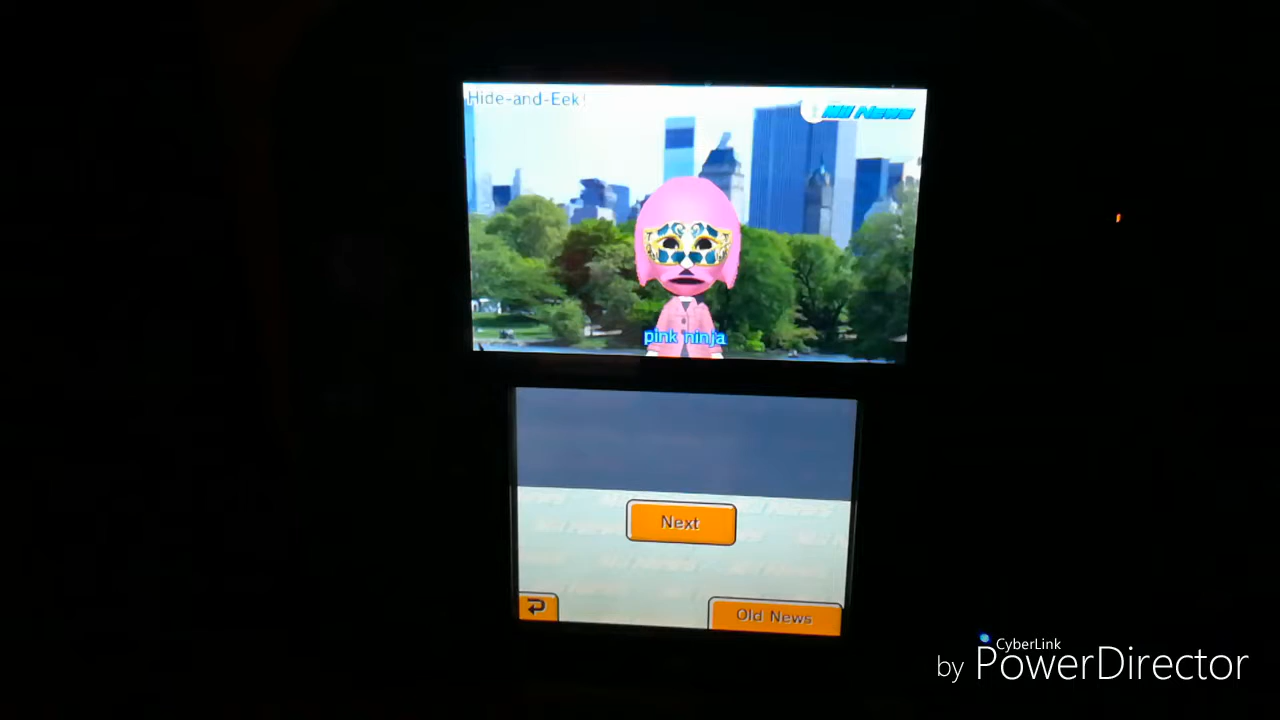 Hide-and-Eek!
Mii News
pink ninja
Next
Old News
CyberLink
by PowerDirector